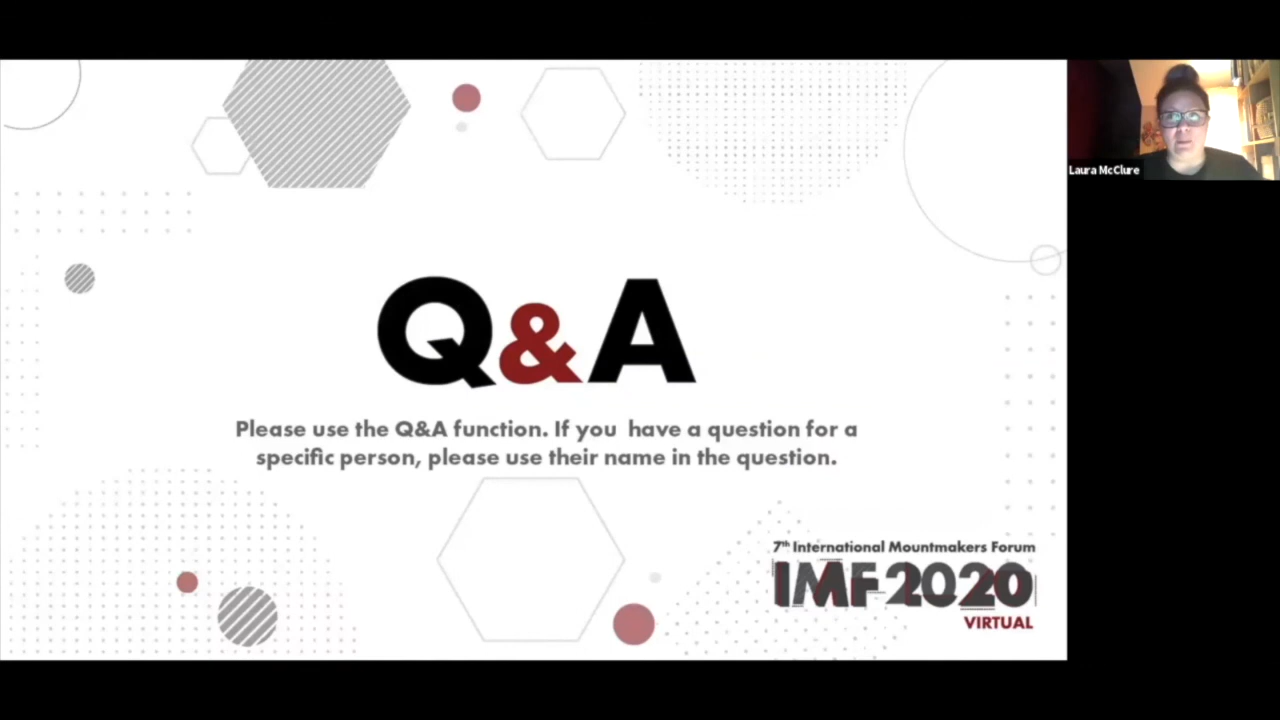 Laura McClure
Q&A
Please use the Q&A function. If you have a question for a
specific person, please use their name in the question.
7th International Mountmakers Forum
IMF 2020
VIRTUAL